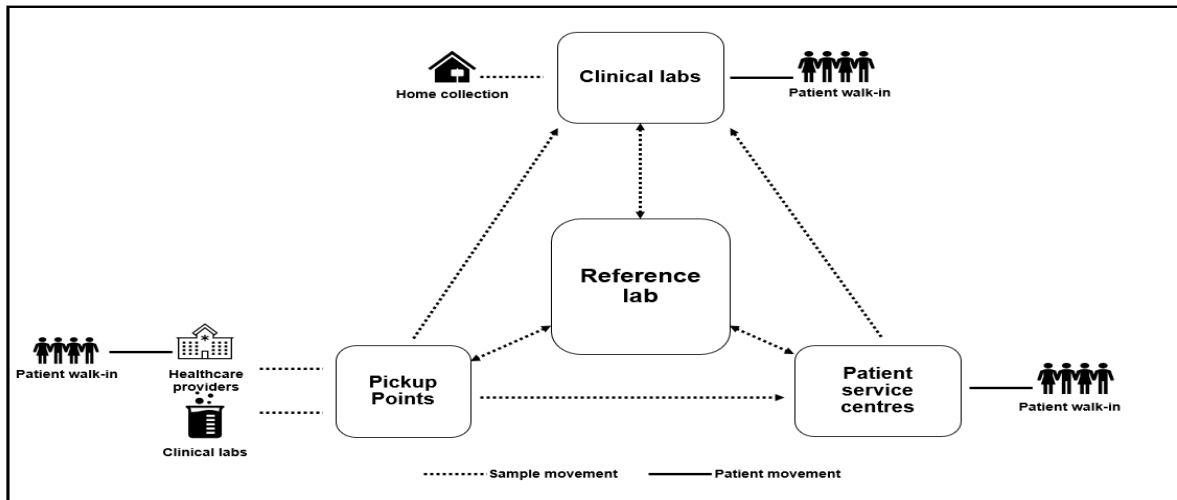 Clinical labs
Home collection
Patient walk-in
Reference
lab
Patient walk-in
Healthcare
providers
Clinical labs
Pickup
Points
Patient
service
centres
Patient walk-in
Sample movement
Patient movement